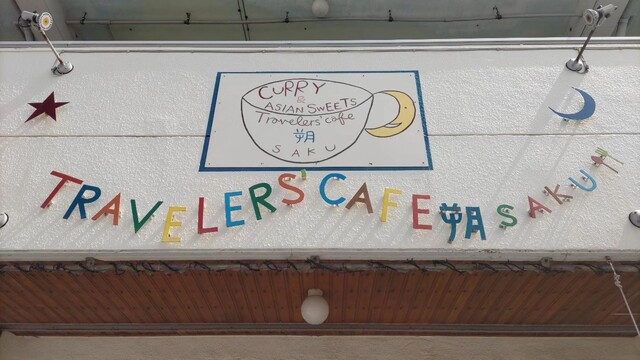 CURRY
&
ASIAN SWEETS
Travelers' cafe
朔
SAKU
TRAVELERS' CAFE 朔 SAKU